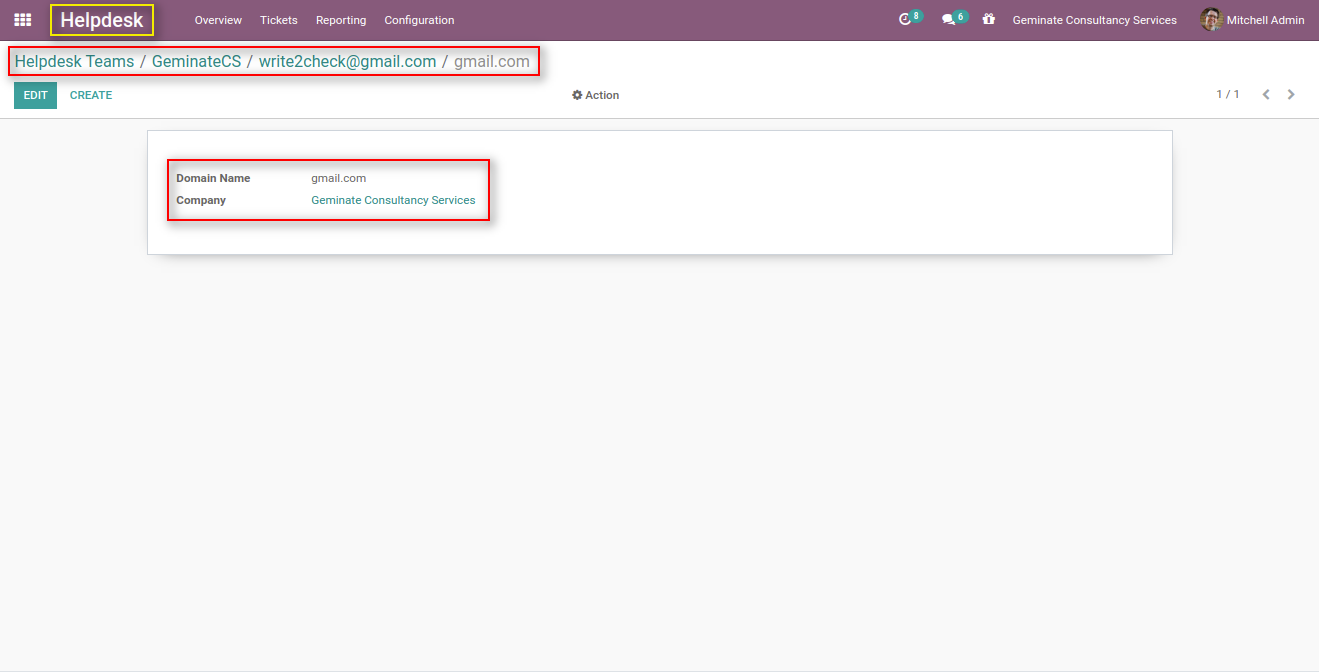 Helpdesk Overview Tickets Reporting Configuration 8 6 Geminate Consultancy Services Mitchell Admin
Helpdesk Teams / GeminateCS / write2check@gmail.com / gmail.com
EDIT CREATE Action 1 / 1
Domain Name gmail.com
Company Geminate Consultancy Services